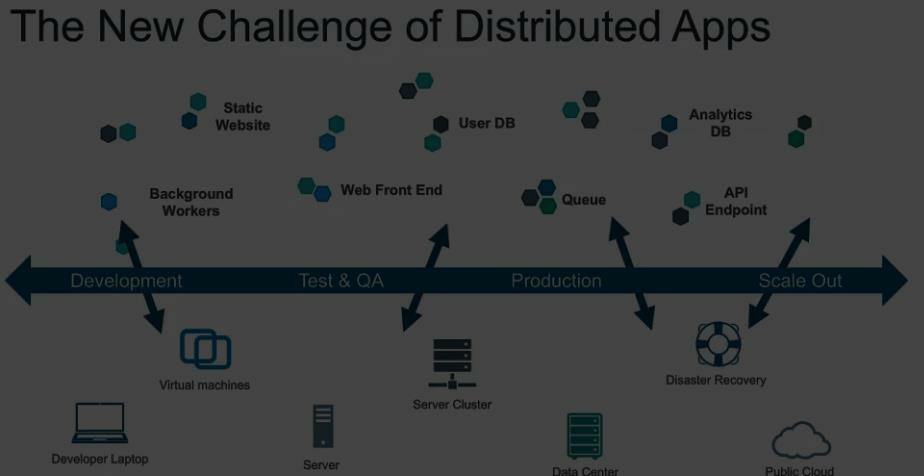 The New Challenge of Distributed Apps
Static
Website
User DB
Analytics
DB
Background
Workers
Web Front End
Queue
API
Endpoint
Development
Test & QA
Production
Scale Out
Virtual machines
Server Cluster
Disaster Recovery
Developer Laptop
Server
Data Center
Public Cloud